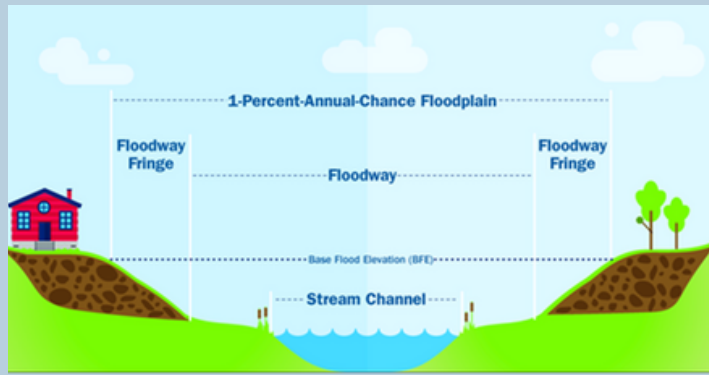 1-Percent-Annual-Chance Floodplain
Floodway
Fringe
Floodway
Fringe
Floodway
Base Flood Elevation (BFE)
Stream Channel